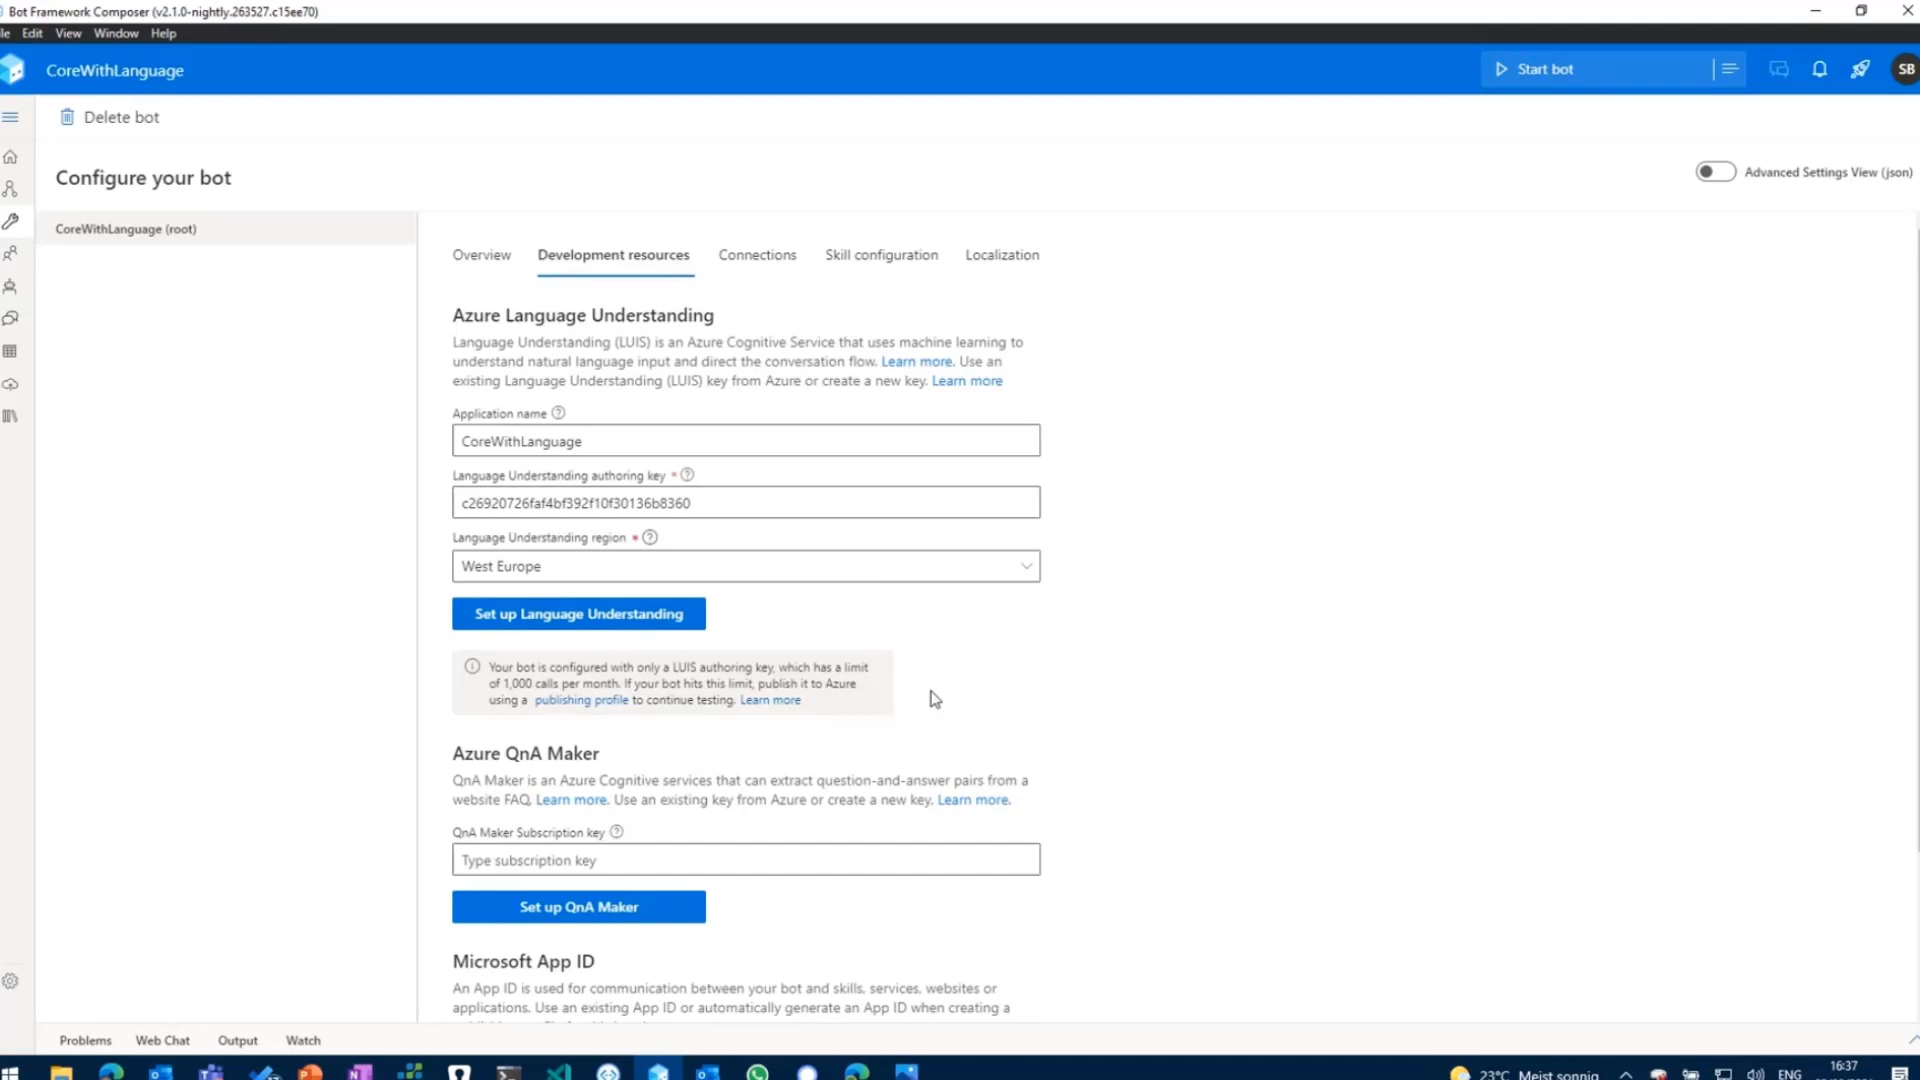 Bot Framework Composer (v2.1.0-nightly.263527.c15ee70)
Edit View Window Help
CoreWithLanguage
Start bot
SB
Delete bot
Configure your bot
Advanced Settings View (json)
CoreWithLanguage (root)
Overview Development resources Connections Skill configuration Localization
Azure Language Understanding
Language Understanding (LUIS) is an Azure Cognitive Service that uses machine learning to
understand natural language input and direct the conversation flow. Learn more. Use an
existing Language Understanding (LUIS) key from Azure or create a new key. Learn more
Application name
CoreWithLanguage
Language Understanding authoring key *
c26920726faf4bf392f10f30136b8360
Language Understanding region *
West Europe
Set up Language Understanding
Your bot is configured with only a LUIS authoring key, which has a limit
of 1,000 calls per month. If your bot hits this limit, publish it to Azure
using a publishing profile to continue testing. Learn more
Azure QnA Maker
QnA Maker is an Azure Cognitive services that can extract question-and-answer pairs from a
website FAQ. Learn more. Use an existing key from Azure or create a new key. Learn more.
QnA Maker Subscription key
Type subscription key
Set up QnA Maker
Microsoft App ID
An App ID is used for communication between your bot and skills, services, websites or
applications. Use an existing App ID or automatically generate an App ID when creating a
Problems Web Chat Output Watch
23°C Meist sonnig ENG 16:37